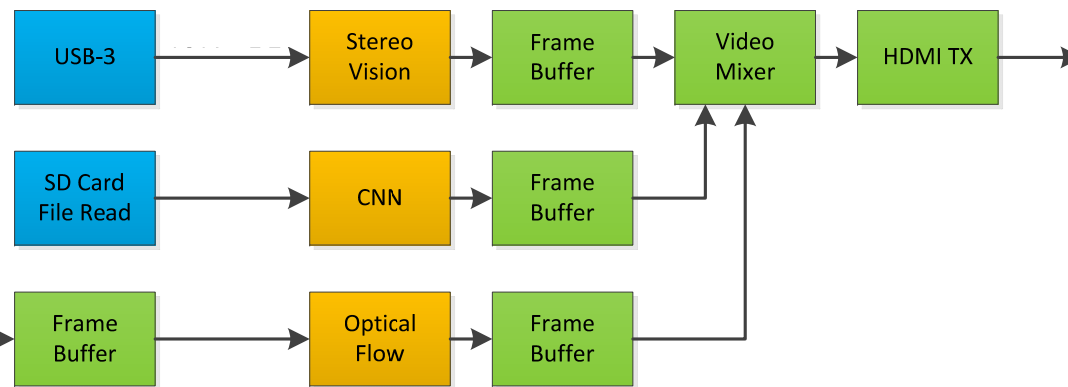 USB-3
Stereo
Vision
Frame
Buffer
Video
Mixer
HDMI TX
SD Card
File Read
CNN
Frame
Buffer
Frame
Buffer
Optical
Flow
Frame
Buffer